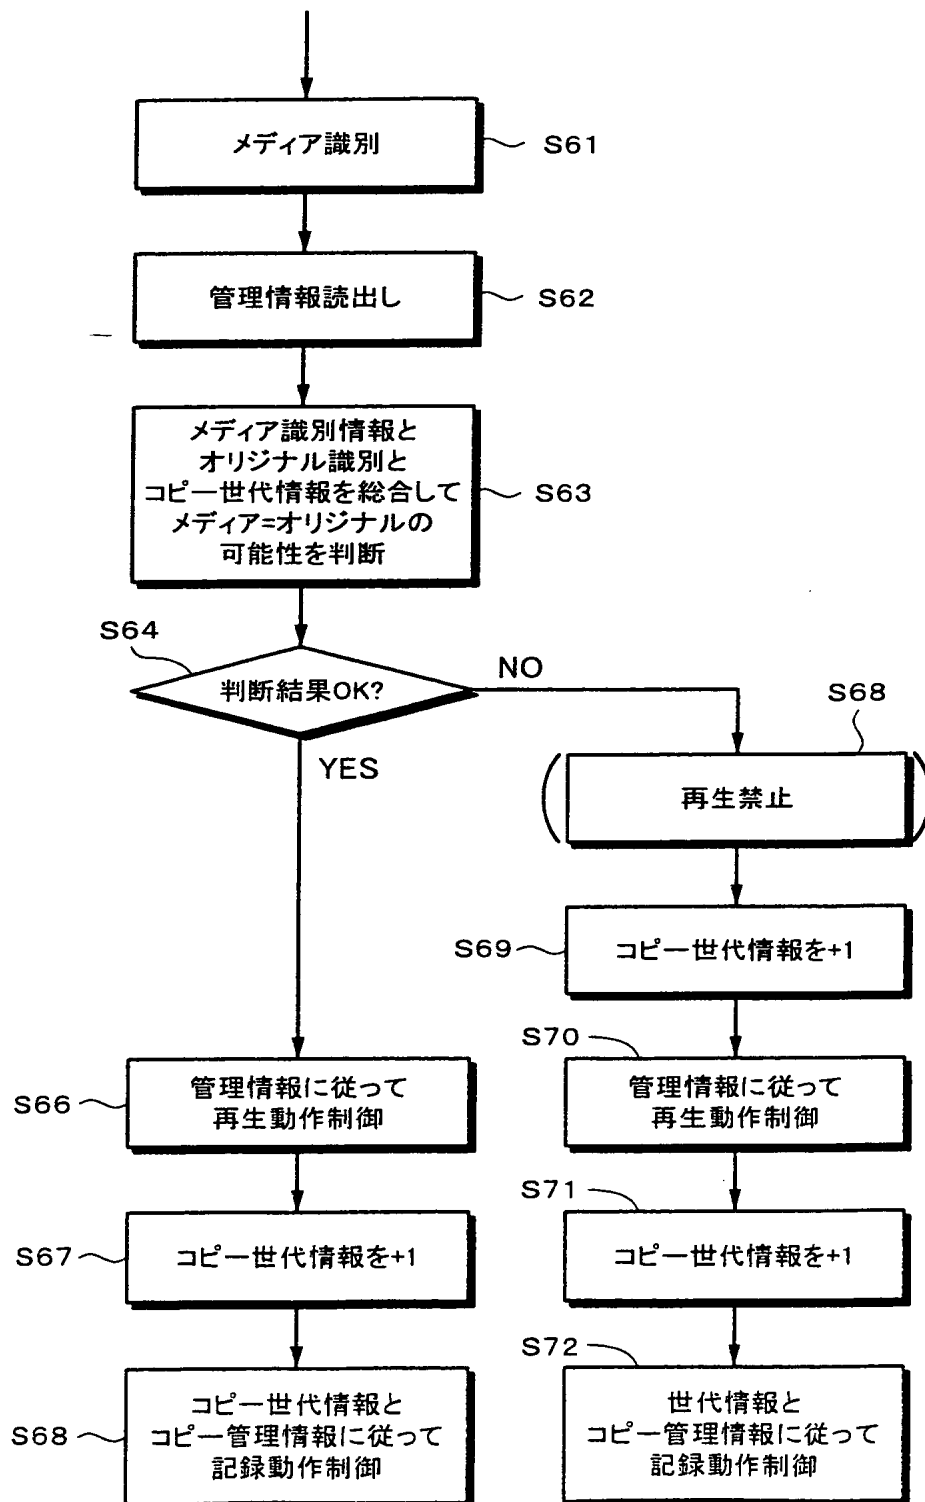 メディア識別
S61
管理情報読出し
S62
メディア識別情報と
オリジナル識別と
コピー世代情報を総合して
メディア=オリジナルの
可能性を判断
S63
S64
判断結果OK?
NO
YES
S68
再生禁止
S69
コピー世代情報を+1
S66
管理情報に従って
再生動作制御
S70
管理情報に従って
再生動作制御
S67
コピー世代情報を+1
S71
コピー世代情報を+1
S68
コピー世代情報と
コピー管理情報に従って
記録動作制御
S72
世代情報と
コピー管理情報に従って
記録動作制御